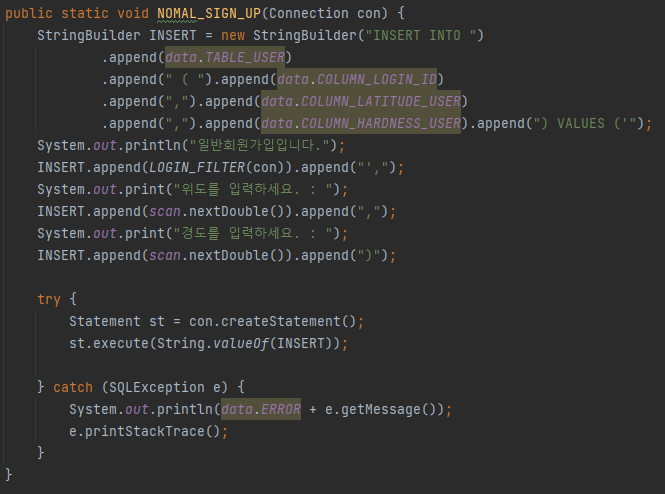 public static void NOMAL_SIGN_UP(Connection con) {
    StringBuilder INSERT = new StringBuilder("INSERT INTO ")
            .append(data.TABLE_USER)
            .append(" ( ").append(data.COLUMN_LOGIN_ID)
            .append(",").append(data.COLUMN_LATITUDE_USER)
            .append(",").append(data.COLUMN_HARDNESS_USER).append(") VALUES ('");
    System.out.println("일반회원가입입니다.");
    INSERT.append(LOGIN_FILTER(con)).append("',");
    System.out.print("위도를 입력하세요. : ");
    INSERT.append(scan.nextDouble()).append(",");
    System.out.print("경도를 입력하세요. : ");
    INSERT.append(scan.nextDouble()).append(")");
    try {
        Statement st = con.createStatement();
        st.execute(String.valueOf(INSERT));
    } catch (SQLException e) {
        System.out.println(data.ERROR + e.getMessage());
        e.printStackTrace();
    }
}